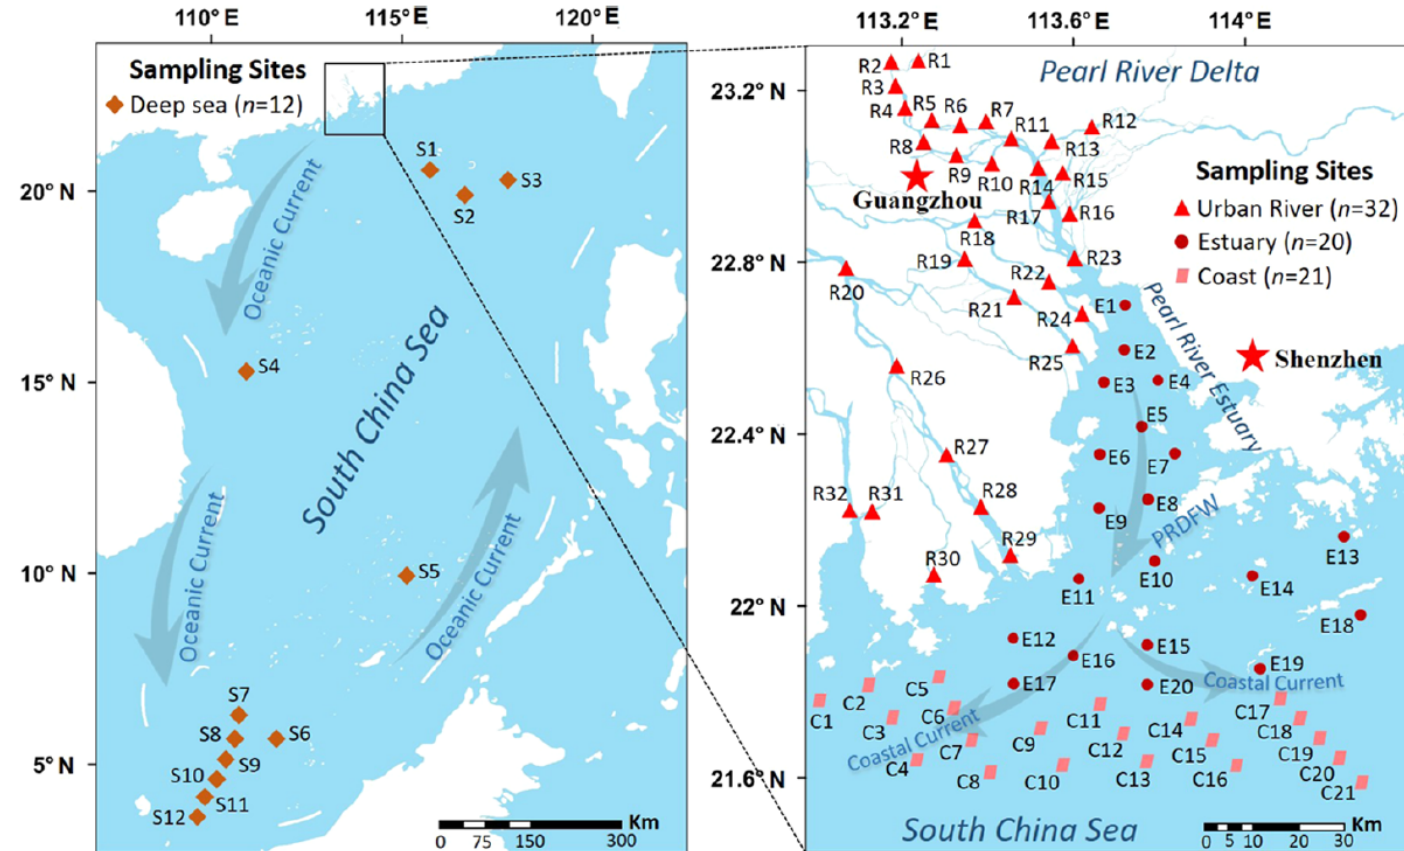 110° E
115°E
120° E
Sampling Sites
Deep sea (n=12)
20° N
15° N
10° N
5° N
S1
S2
S3
S4
S5
S6
S7
S8
S9
S10
S11
S12
Oceanic Current
Oceanic Current
Oceanic Current
South China Sea
Km
0 75 150 300
113.2°E
113.6°E
114°E
23.2°E
22.8°E
22.4°E
22°E
21.6°E
Pearl River Delta
Sampling Sites
Urban River (n=32)
Estuary (n=20)
Coast (n=21)
R1
R2
R3
R4
R5
R6
R7
R8
R9
R10
R11
R12
R13
R14
R15
R16
R17
R18
R19
R20
R21
R22
R23
R24
R25
R26
R27
R28
R29
R30
R31
R32
Guangzhou
Shenzhen
Pearl River Estuary
PRDFW
E1
E2
E3
E4
E5
E6
E7
E8
E9
E10
E11
E12
E13
E14
E15
E16
E17
E18
E19
E20
Coastal Current
Coastal Current
C1
C2
C3
C4
C5
C6
C7
C8
C9
C10
C11
C12
C13
C14
C15
C16
C17
C18
C19
C20
C21
South China Sea
Km
0 5 10 20 30